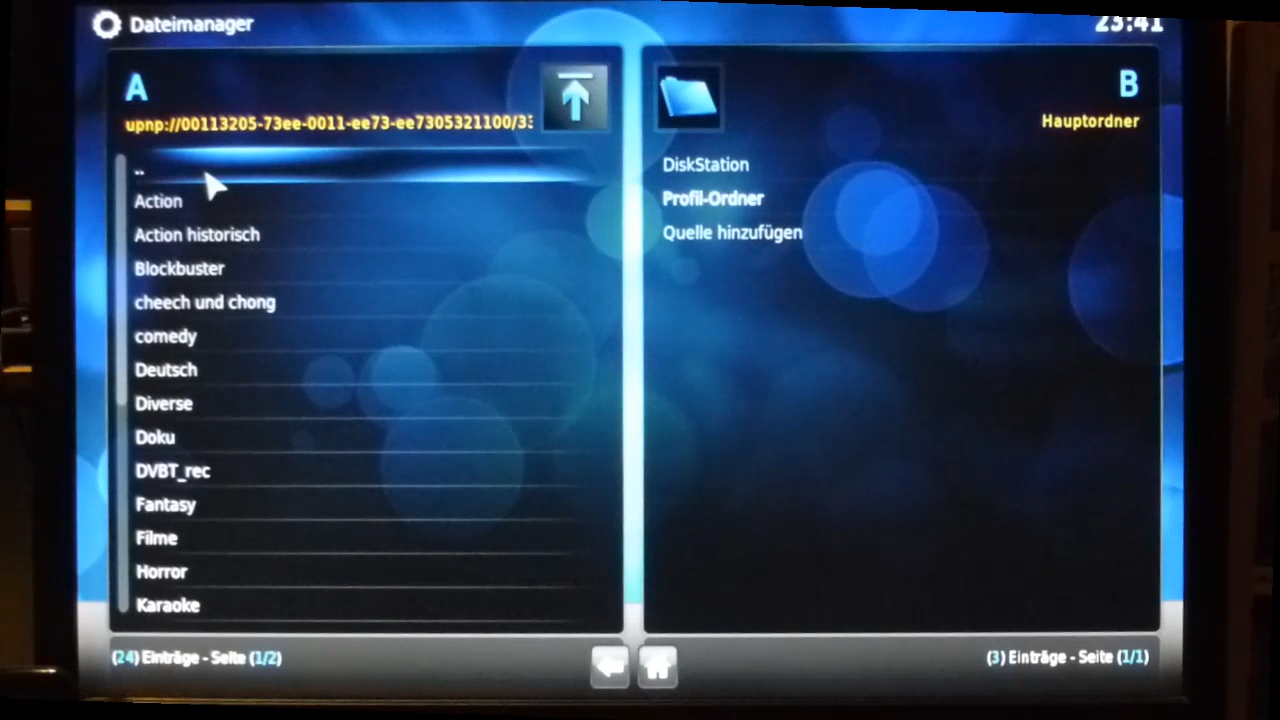 Dateimanager
23:41
A
upnp://00113205-73ee-0011-ee73-ee7305321100/33
..
Action
Action historisch
Blockbuster
cheech und chong
comedy
Deutsch
Diverse
Doku
DVBT_rec
Fantasy
Filme
Horror
Karaoke
(24) Einträge - Seite (1/2)
B
Hauptordner
DiskStation
Profil-Ordner
Quelle hinzufügen
(3) Einträge - Seite (1/1)